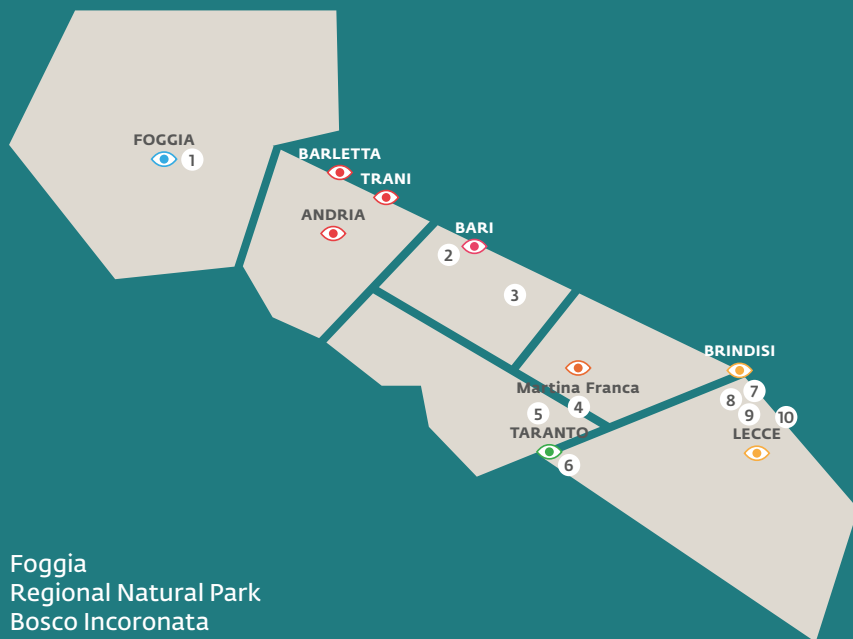 FOGGIA
1
BARLETTA
TRANI
ANDRIA
BARI
2
3
BRINDISI
Martina Franca
7
8
4
5
9
10
TARANTO
LECCE
6
Foggia
Regional Natural Park
Bosco Incoronata